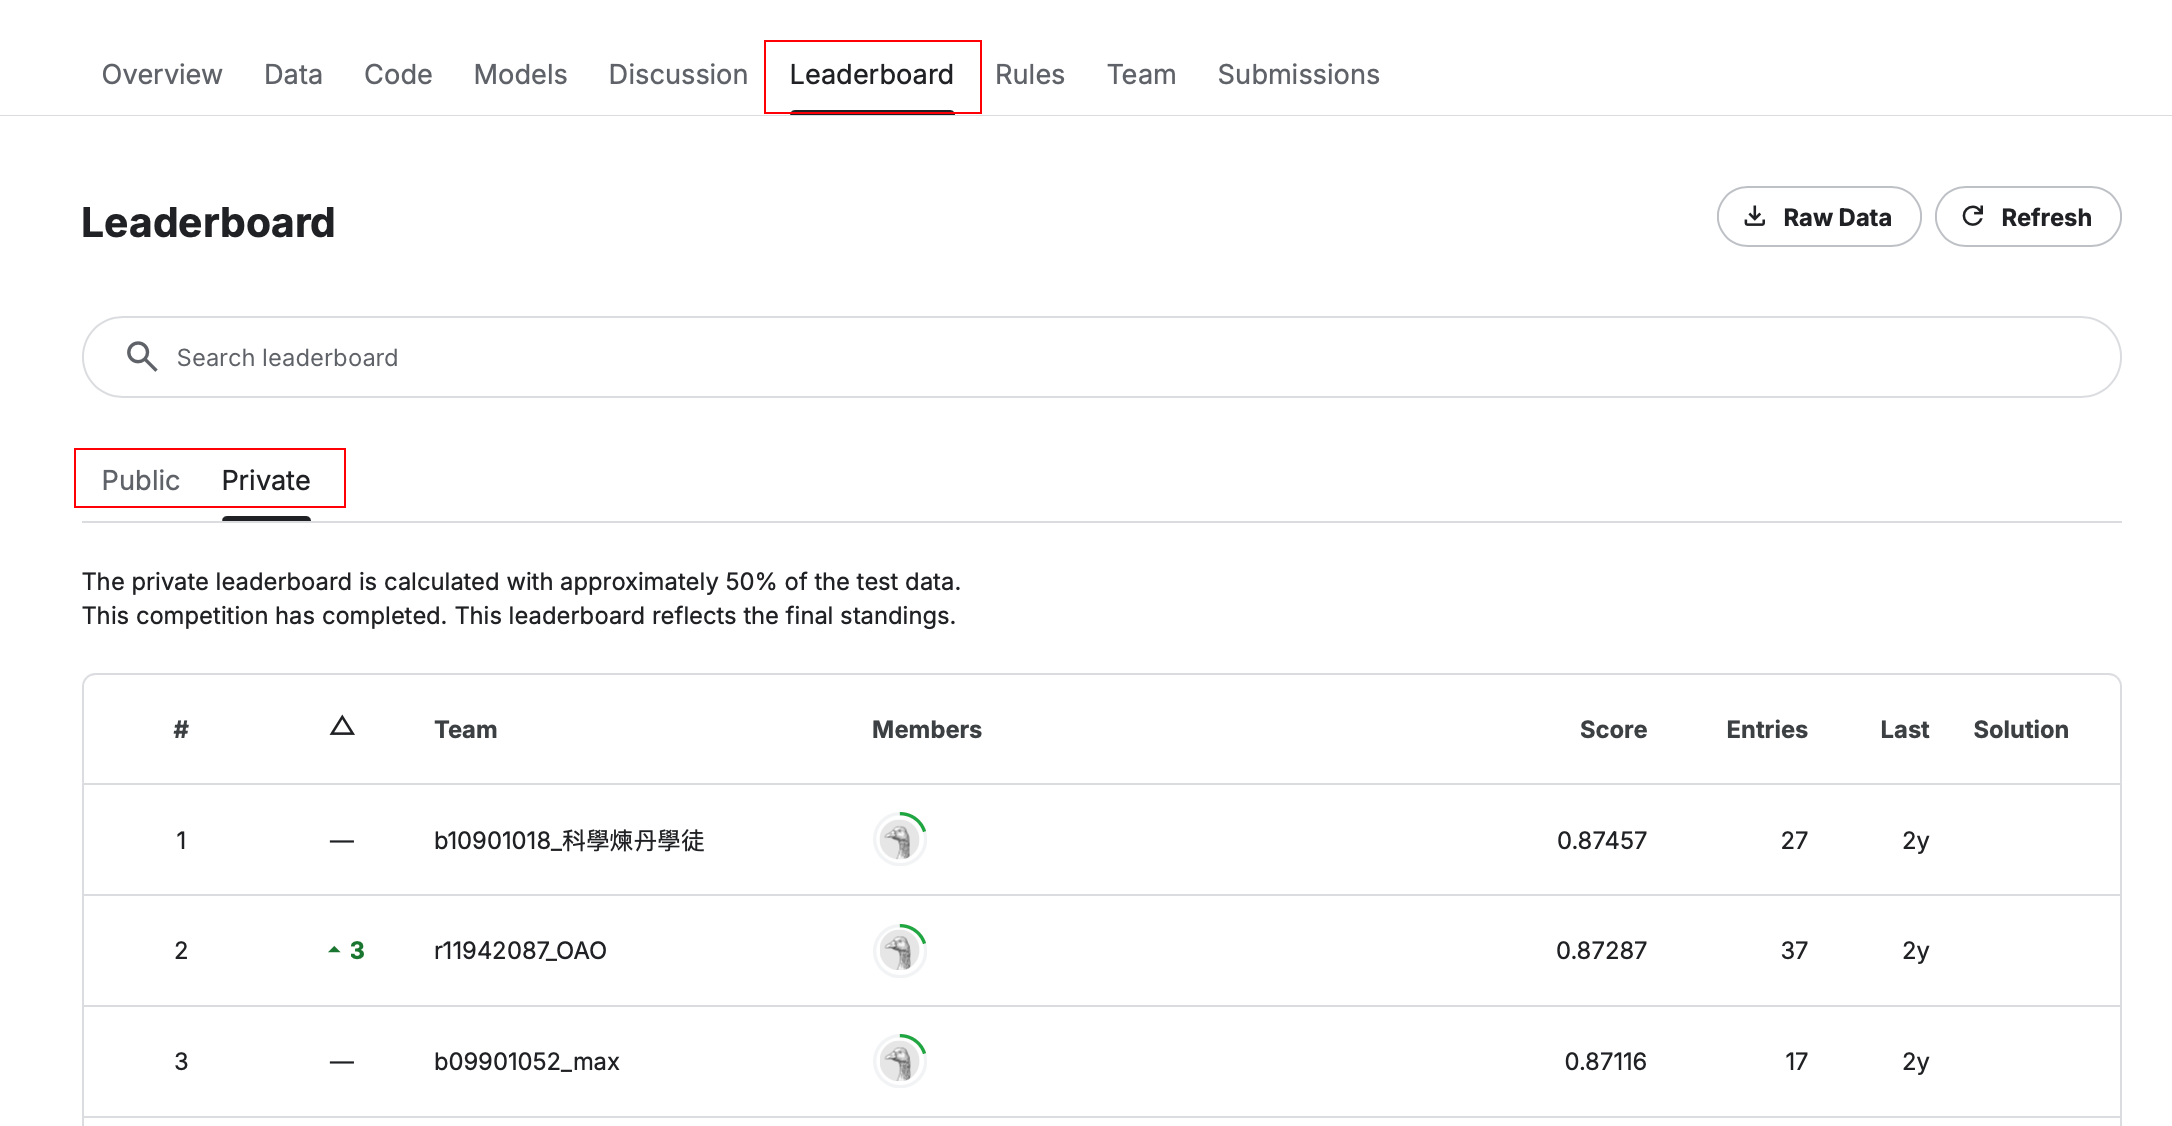 Overview Data Code Models Discussion Leaderboard Rules Team Submissions
Leaderboard
Raw Data Refresh
Search leaderboard
Public Private
The private leaderboard is calculated with approximately 50% of the test data.
This competition has completed. This leaderboard reflects the final standings.
# △ Team Members Score Entries Last Solution
1 — b10901018_科學煉丹學徒 0.87457 27 2y
2 3 r11942087_OAO 0.87287 37 2y
3 — b09901052_max 0.87116 17 2y